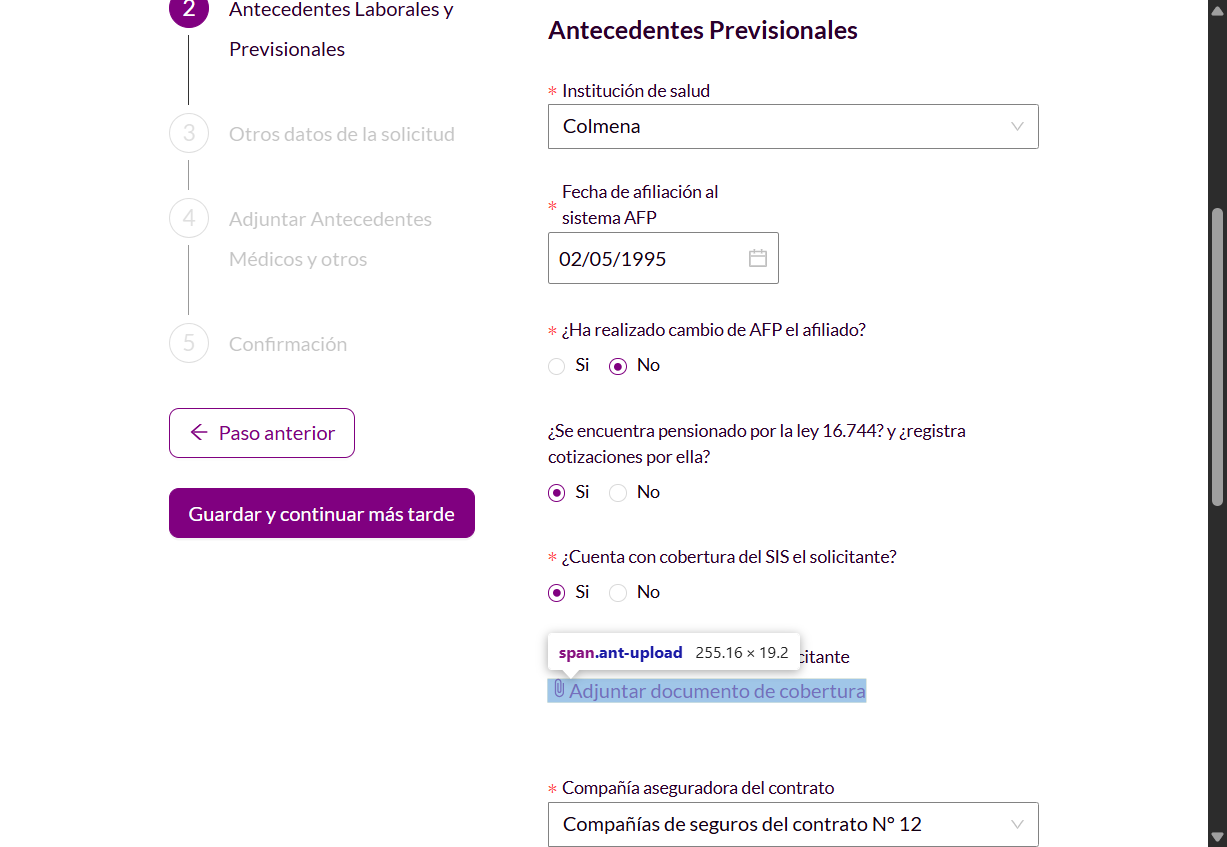 2
Antecedentes Laborales y
Previsionales
3
Otros datos de la solicitud
4
Adjuntar Antecedentes
Médicos y otros
5
Confirmación
Paso anterior
Guardar y continuar más tarde
Antecedentes Previsionales
* Institución de salud
Colmena
* Fecha de afiliación al
sistema AFP
02/05/1995
* ¿Ha realizado cambio de AFP el afiliado?
Si No
¿Se encuentra pensionado por la ley 16.744? y ¿registra
cotizaciones por ella?
Si No
* ¿Cuenta con cobertura del SIS el solicitante?
Si No
span.ant-upload 255.16 × 19.2
Adjuntar documento de cobertura
* Compañía aseguradora del contrato
Compañías de seguros del contrato N° 12